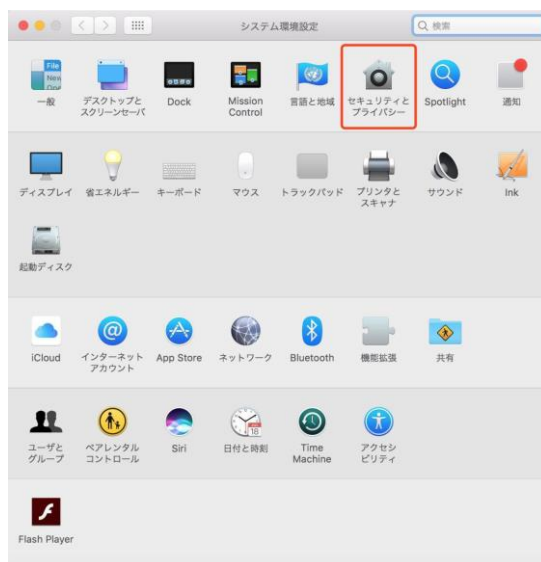 システム環境設定
検索
File
New
一般
デスクトップと
スクリーンセーバ
Dock
Mission
Control
言語と地域
セキュリティと
プライバシー
Spotlight
通知
ディスプレイ
省エネルギー
キーボード
マウス
トラックパッド
プリンタと
スキャナ
サウンド
Ink
起動ディスク
iCloud
インターネット
アカウント
App Store
ネットワーク
Bluetooth
機能拡張
共有
ユーザと
グループ
ペアレンタル
コントロール
Siri
18
日付と時刻
Time
Machine
アクセシ
ビリティ
Flash Player